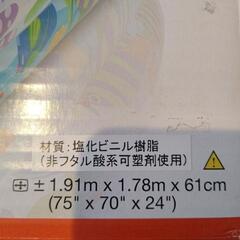 材質：塩化ビニル樹脂
（非フタル酸系可塑剤使用）
± 1.91m x 1.78m x 61cm
(75" x 70" x 24")